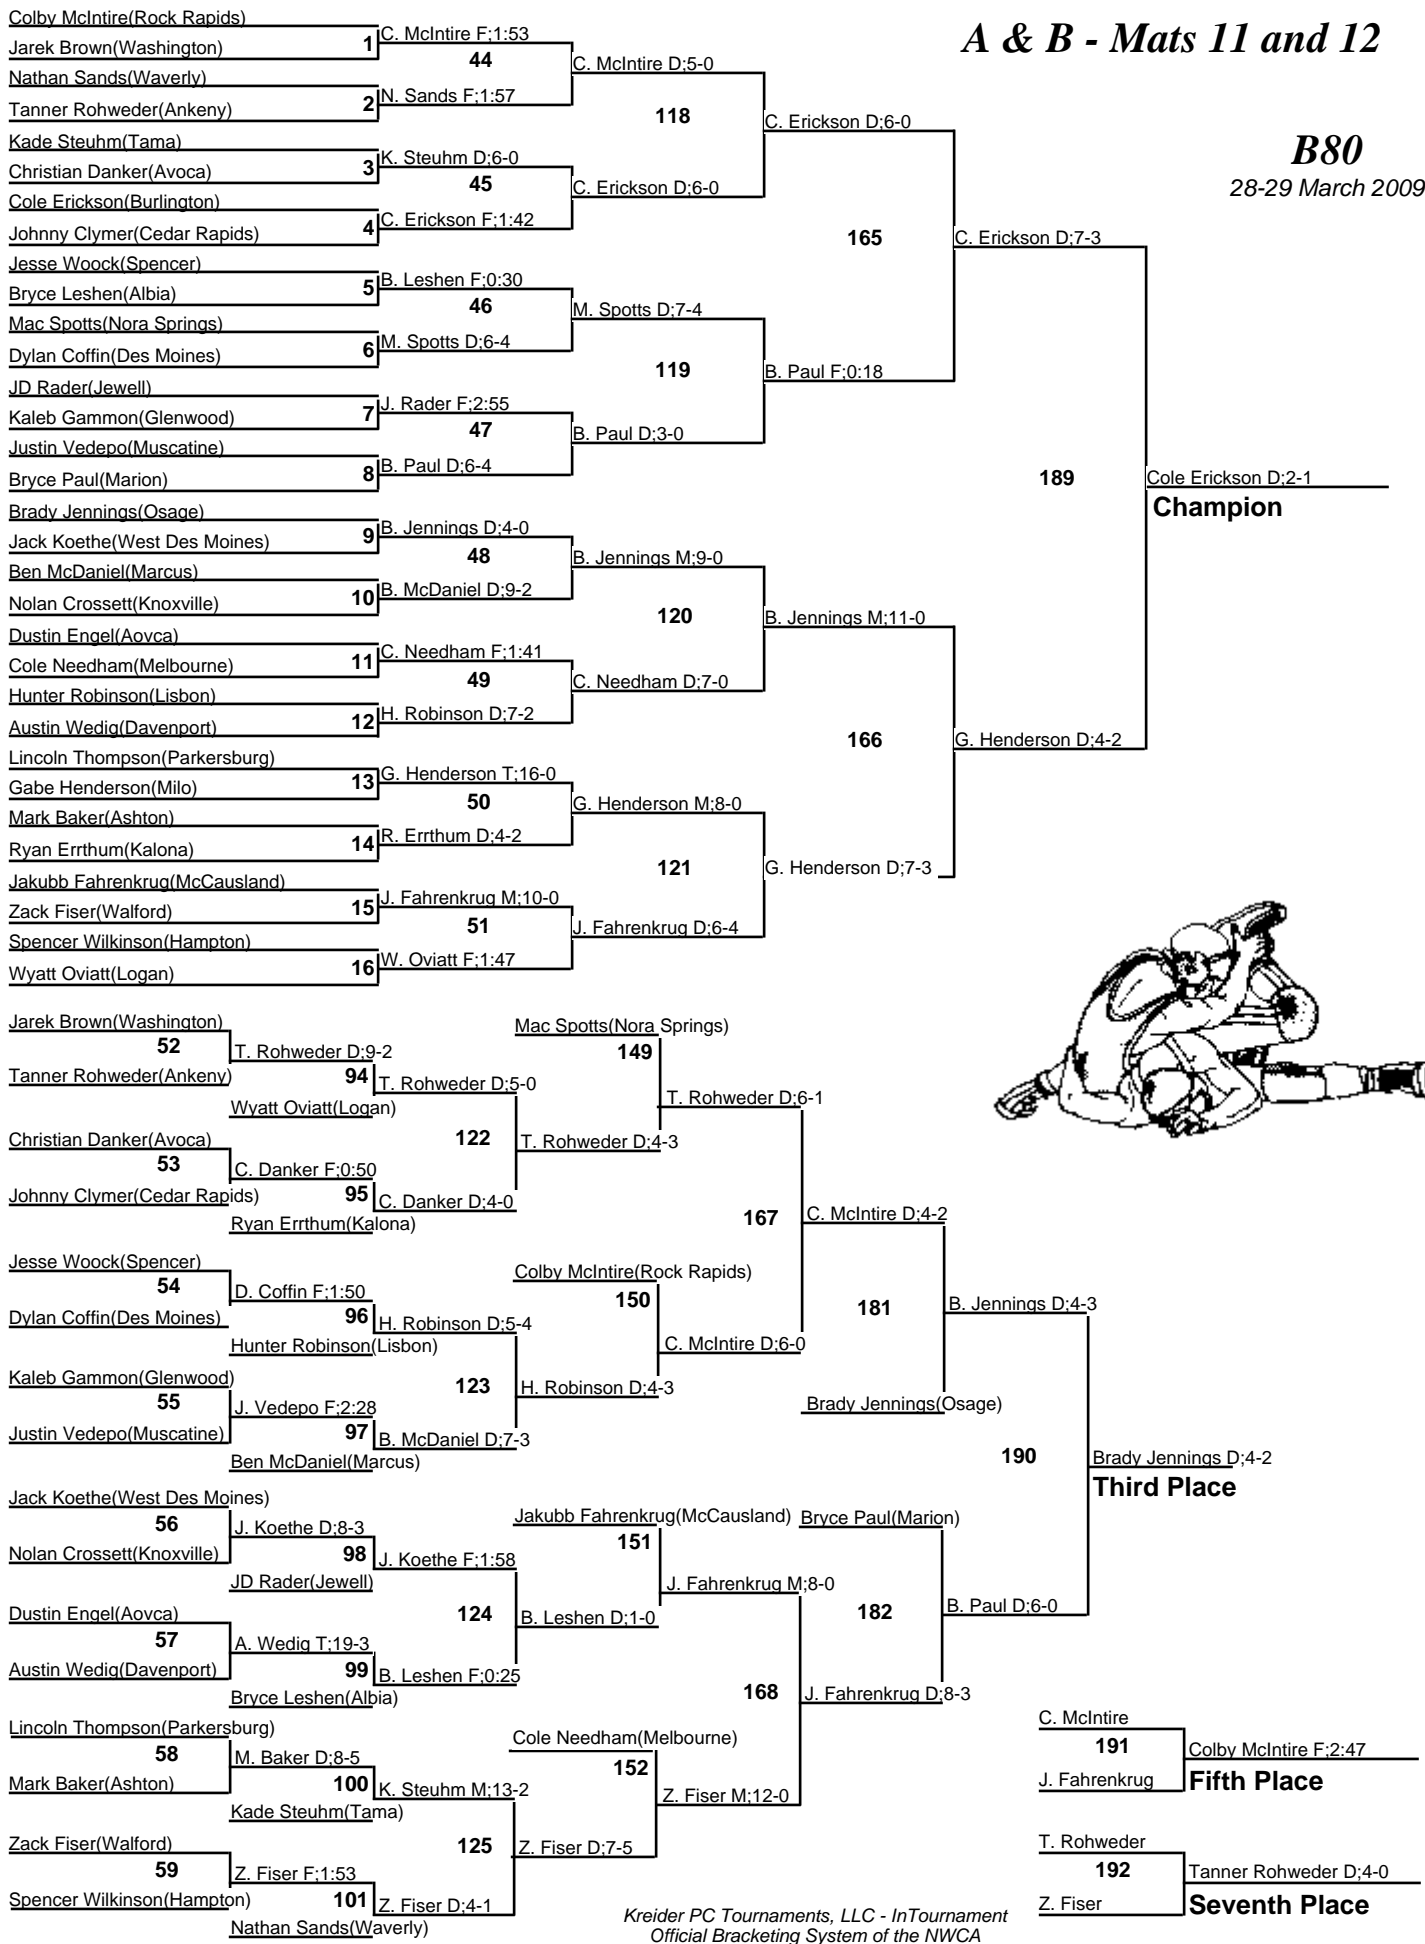 A & B - Mats 11 and 12
B80
28-29 March 2009
Colby McIntire(Rock Rapids)
Jarek Brown(Washington)
1
C. McIntire F;1:53
44
C. McIntire D;5-0
Nathan Sands(Waverly)
Tanner Rohweder(Ankeny)
2
N. Sands F;1:57
118
C. Erickson D;6-0
Kade Steuhm(Tama)
Christian Danker(Avoca)
3
K. Steuhm D;6-0
45
C. Erickson D;6-0
Cole Erickson(Burlington)
Johnny Clymer(Cedar Rapids)
4
C. Erickson F;1:42
165
C. Erickson D;7-3
Jesse Woock(Spencer)
Bryce Leshen(Albia)
5
B. Leshen F;0:30
46
M. Spotts D;7-4
Mac Spotts(Nora Springs)
Dylan Coffin(Des Moines)
6
M. Spotts D;6-4
119
B. Paul F;0:18
JD Rader(Jewell)
Kaleb Gammon(Glenwood)
7
J. Rader F;2:55
47
B. Paul D;3-0
Justin Vedepo(Muscatine)
Bryce Paul(Marion)
8
B. Paul D;6-4
189
Cole Erickson D;2-1
Champion
Brady Jennings(Osage)
Jack Koethe(West Des Moines)
9
B. Jennings D;4-0
48
B. Jennings M;9-0
Ben McDaniel(Marcus)
Nolan Crossett(Knoxville)
10
B. McDaniel D;9-2
120
B. Jennings M;11-0
Dustin Engel(Aovca)
Cole Needham(Melbourne)
11
C. Needham F;1:41
49
C. Needham D;7-0
Hunter Robinson(Lisbon)
Austin Wedig(Davenport)
12
H. Robinson D;7-2
166
G. Henderson D;4-2
Lincoln Thompson(Parkersburg)
Gabe Henderson(Milo)
13
G. Henderson T;16-0
50
G. Henderson M;8-0
Mark Baker(Ashton)
Ryan Errthum(Kalona)
14
R. Errthum D;4-2
121
G. Henderson D;7-3
Jakubb Fahrenkrug(McCausland)
Zack Fiser(Walford)
15
J. Fahrenkrug M;10-0
51
J. Fahrenkrug D;6-4
Spencer Wilkinson(Hampton)
Wyatt Oviatt(Logan)
16
W. Oviatt F;1:47
Jarek Brown(Washington)
52
Tanner Rohweder(Ankeny)
T. Rohweder D;9-2
94
Wyatt Oviatt(Logan)
T. Rohweder D;5-0
Mac Spotts(Nora Springs)
149
T. Rohweder D;6-1
122
T. Rohweder D;4-3
Christian Danker(Avoca)
53
Johnny Clymer(Cedar Rapids)
C. Danker F;0:50
95
Ryan Errthum(Kalona)
C. Danker D;4-0
167
C. McIntire D;4-2
Jesse Woock(Spencer)
54
Dylan Coffin(Des Moines)
D. Coffin F;1:50
96
Hunter Robinson(Lisbon)
H. Robinson D;5-4
Colby McIntire(Rock Rapids)
150
C. McIntire D;6-0
181
B. Jennings D;4-3
123
H. Robinson D;4-3
Kaleb Gammon(Glenwood)
55
Justin Vedepo(Muscatine)
J. Vedepo F;2:28
97
Ben McDaniel(Marcus)
B. McDaniel D;7-3
Brady Jennings(Osage)
190
Brady Jennings D;4-2
Third Place
Jack Koethe(West Des Moines)
56
Nolan Crossett(Knoxville)
J. Koethe D;8-3
98
JD Rader(Jewell)
J. Koethe F;1:58
Jakubb Fahrenkrug(McCausland)
151
J. Fahrenkrug M;8-0
Bryce Paul(Marion)
182
B. Paul D;6-0
124
B. Leshen D;1-0
Dustin Engel(Aovca)
57
Austin Wedig(Davenport)
A. Wedig T;19-3
99
Bryce Leshen(Albia)
B. Leshen F;0:25
168
J. Fahrenkrug D;8-3
Lincoln Thompson(Parkersburg)
58
Mark Baker(Ashton)
M. Baker D;8-5
100
Kade Steuhm(Tama)
K. Steuhm M;13-2
Cole Needham(Melbourne)
152
Z. Fiser M;12-0
125
Z. Fiser D;7-5
Zack Fiser(Walford)
59
Spencer Wilkinson(Hampton)
Z. Fiser F;1:53
101
Nathan Sands(Waverly)
Z. Fiser D;4-1
C. McIntire
191
J. Fahrenkrug
Colby McIntire F;2:47
Fifth Place
T. Rohweder
192
Z. Fiser
Tanner Rohweder D;4-0
Seventh Place
Kreider PC Tournaments, LLC - InTournament
Official Bracketing System of the NWCA